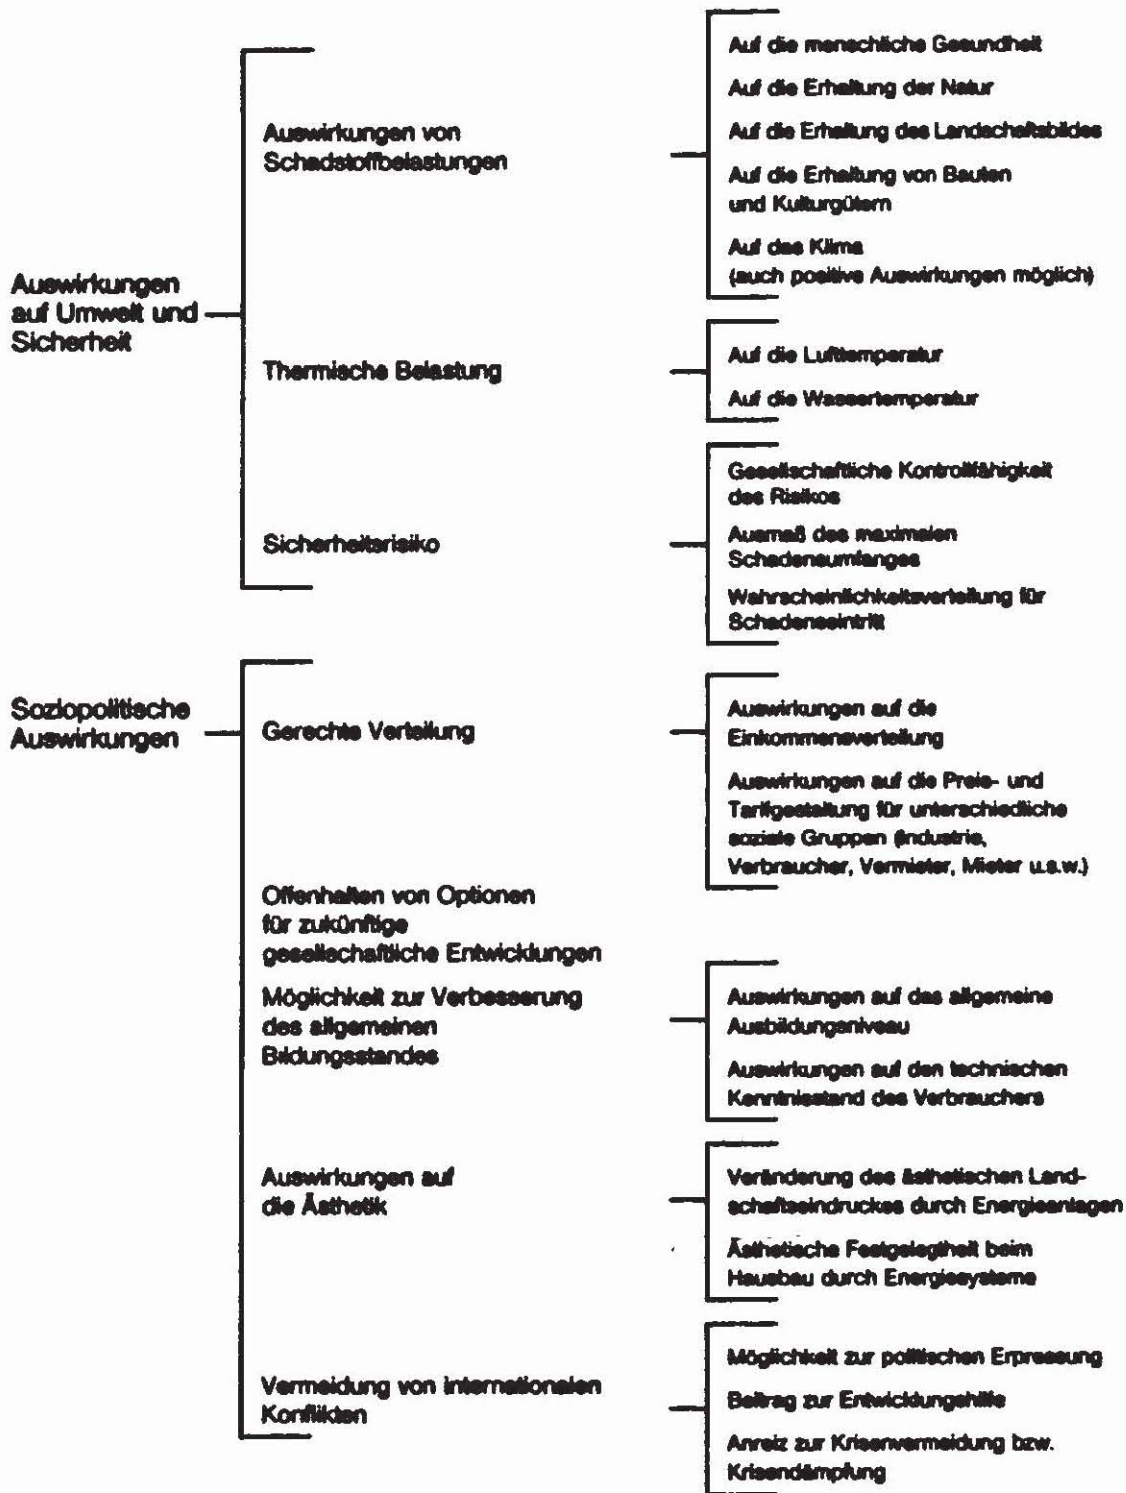 Auswirkungen
auf Umwelt und
Sicherheit
Auswirkungen von
Schadstoffbelastungen
Auf die menschliche Gesundheit
Auf die Erhaltung der Natur
Auf die Erhaltung des Landschaftsbildes
Auf die Erhaltung von Bauten
und Kulturgütern
Auf das Klima
(auch positive Auswirkungen möglich)
Thermische Belastung
Auf die Lufttemperatur
Auf die Wassertemperatur
Sicherheitsrisiko
Gesellschaftliche Kontrollfähigkeit
des Risikos
Ausmaß des maximalen
Schadensumfanges
Wahrscheinlichkeitsverteilung für
Schadenseintritt
Soziopolitische
Auswirkungen
Gerechte Verteilung
Auswirkungen auf die
Einkommensverteilung
Auswirkungen auf die Preis- und
Tarifgestaltung für unterschiedliche
soziale Gruppen (Industrie,
Verbraucher, Vermieter, Mieter u.s.w.)
Offenhalten von Optionen
für zukünftige
gesellschaftliche Entwicklungen
Möglichkeit zur Verbesserung
des allgemeinen
Bildungsstandes
Auswirkungen auf das allgemeine
Ausbildungsniveau
Auswirkungen auf den technischen
Kenntnisstand des Verbrauchers
Auswirkungen auf
die Ästhetik
Veränderung des ästhetischen Land-
schaftseindruckes durch Energieanlagen
Ästhetische Festgelegtheit beim
Hausbau durch Energiesysteme
Vermeidung von internationalen
Konflikten
Möglichkeit zur politischen Erpressung
Beitrag zur Entwicklungshilfe
Anreiz zur Krisenvermeidung bzw.
Krisendämpfung